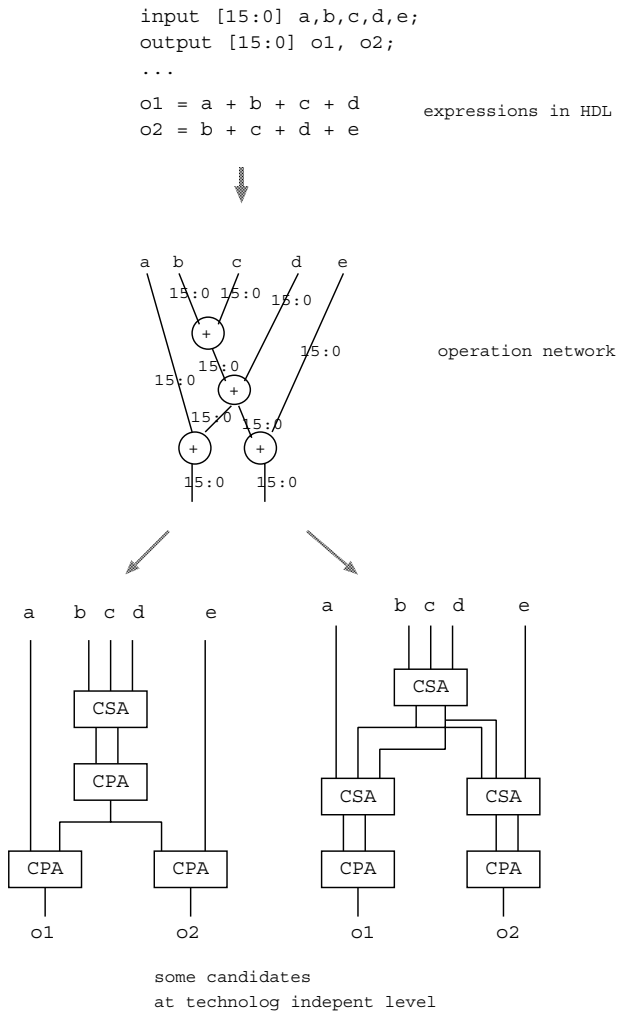 input [15:0] a,b,c,d,e;
output [15:0] o1, o2;
...
o1 = a + b + c + d
o2 = b + c + d + e
expressions in HDL
a b c d e
15:0 15:0 15:0
+
15:0
15:0
operation network
15:0
+
15:0 15:0
+ +
15:0 15:0
a b c d e
a b c d e
CSA
CSA
CPA
CSA CSA
CPA CPA
CPA CPA
o1 o2
o1 o2
some candidates
at technolog indepent level